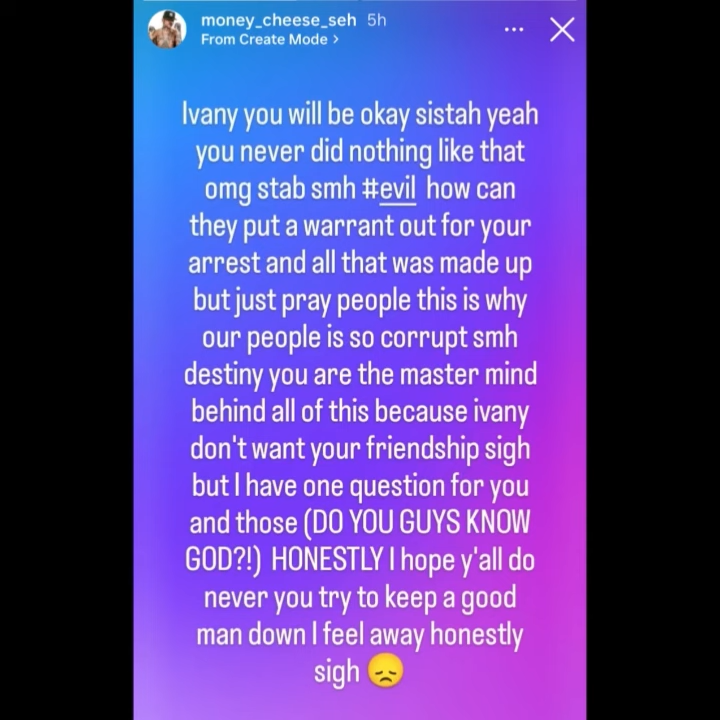 money_cheese_seh 5h
From Create Mode >
Ivany you will be okay sistah yeah
you never did nothing like that
omg stab smh #evil how can
they put a warrant out for your
arrest and all that was made up
but just pray people this is why
our people is so corrupt smh
destiny you are the master mind
behind all of this because ivany
don't want your friendship sigh
but I have one question for you
and those (DO YOU GUYS KNOW
GOD?!) HONESTLY I hope y'all do
never you try to keep a good
man down I feel away honestly
sigh 😞